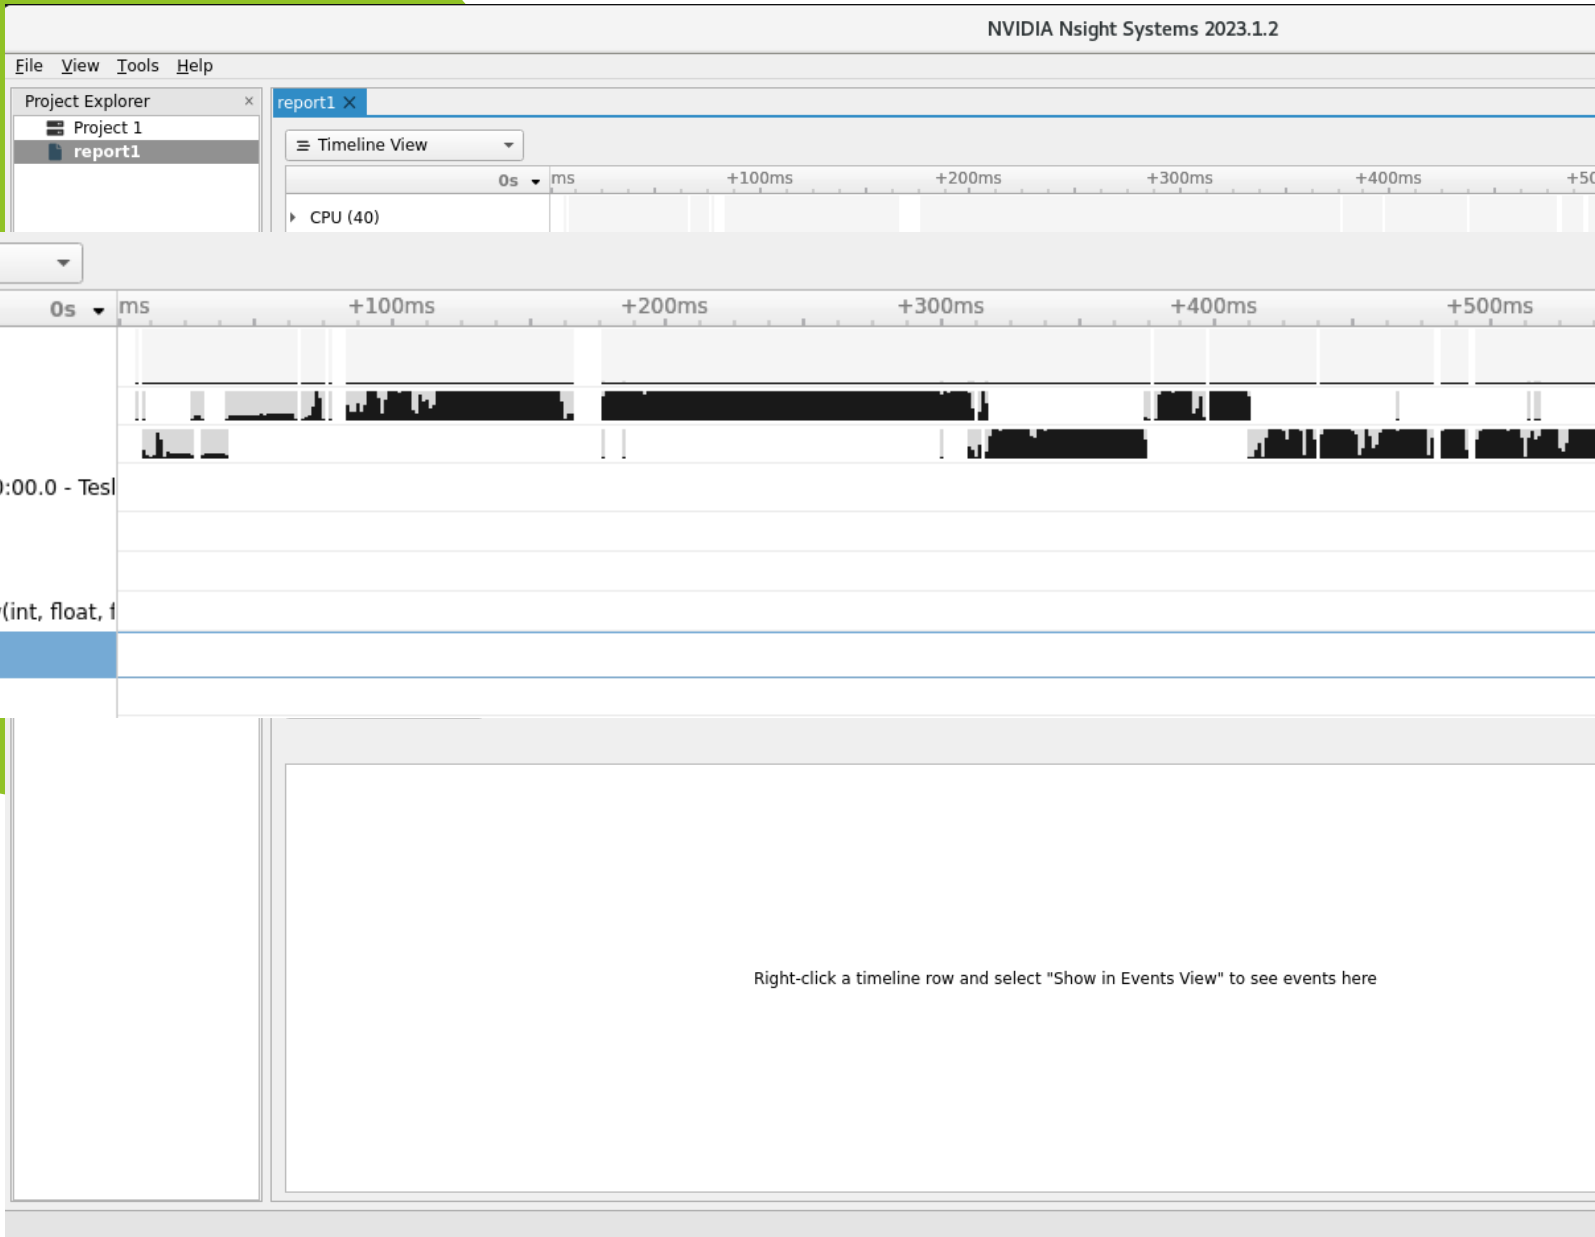 NVIDIA Nsight Systems 2023.1.2
File View Tools Help
Project Explorer ×
report1 ×
Project 1
report1
Timeline View
0s ms +100ms +200ms +300ms +400ms +50
CPU (40)
0s ms +100ms +200ms +300ms +400ms +500ms
0:00.0 - Tesl
(int, float, f
Right-click a timeline row and select "Show in Events View" to see events here